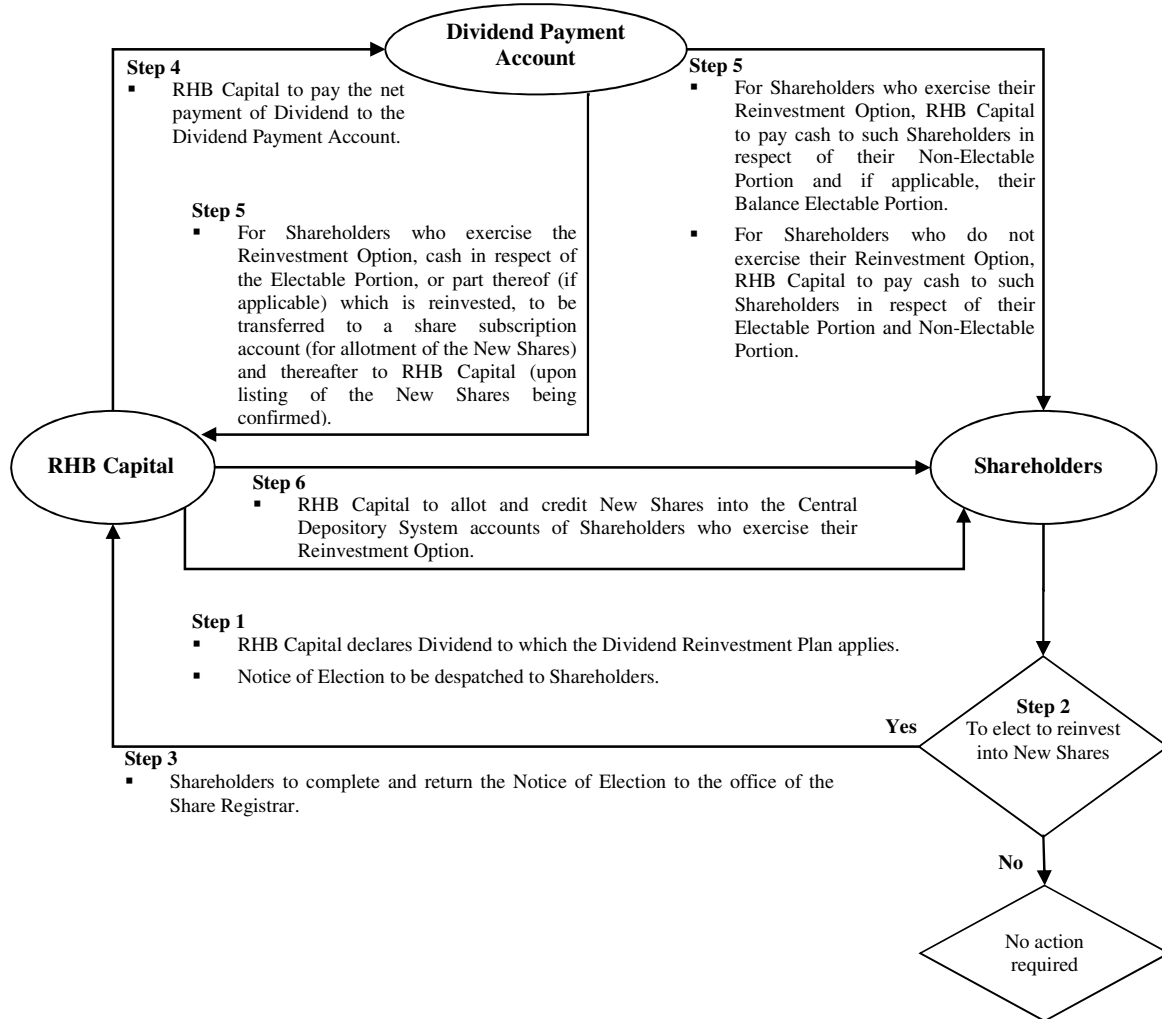 Dividend Payment
Account
Step 4
▪ RHB Capital to pay the net
payment of Dividend to the
Dividend Payment Account.
Step 5
▪ For Shareholders who exercise their
Reinvestment Option, RHB Capital
to pay cash to such Shareholders in
respect of their Non-Electable
Portion and if applicable, their
Balance Electable Portion.
▪ For Shareholders who do not
exercise their Reinvestment Option,
RHB Capital to pay cash to such
Shareholders in respect of their
Electable Portion and Non-Electable
Portion.
Step 5
▪ For Shareholders who exercise the
Reinvestment Option, cash in respect of
the Electable Portion, or part thereof (if
applicable) which is reinvested, to be
transferred to a share subscription
account (for allotment of the New Shares)
and thereafter to RHB Capital (upon
listing of the New Shares being
confirmed).
RHB Capital
Shareholders
Step 6
▪ RHB Capital to allot and credit New Shares into the Central
Depository System accounts of Shareholders who exercise their
Reinvestment Option.
Step 1
▪ RHB Capital declares Dividend to which the Dividend Reinvestment Plan applies.
▪ Notice of Election to be despatched to Shareholders.
Step 2
To elect to reinvest
into New Shares
Yes
Step 3
▪ Shareholders to complete and return the Notice of Election to the office of the
Share Registrar.
No
No action
required